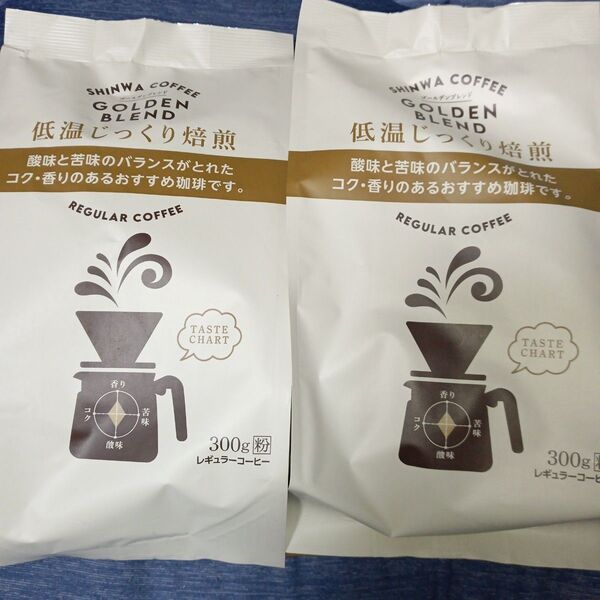 SHINWA COFFEE
ゴールデンブレンド
GOLDEN
BLEND
低温じっくり焙煎
酸味と苦味のバランスがとれた
コク・香りのあるおすすめ珈琲です。
REGULAR COFFEE
TASTE
CHART
香り
コク
苦味
酸味
300g 粉
レギュラーコーヒー
SHINWA COFFEE
ゴールデンブレンド
GOLDEN
BLEND
低温じっくり焙煎
酸味と苦味のバランスがとれた
コク・香りのあるおすすめ珈琲です。
REGULAR COFFEE
TASTE
CHART
香り
コク
苦味
酸味
300g
レギュラーコーヒ